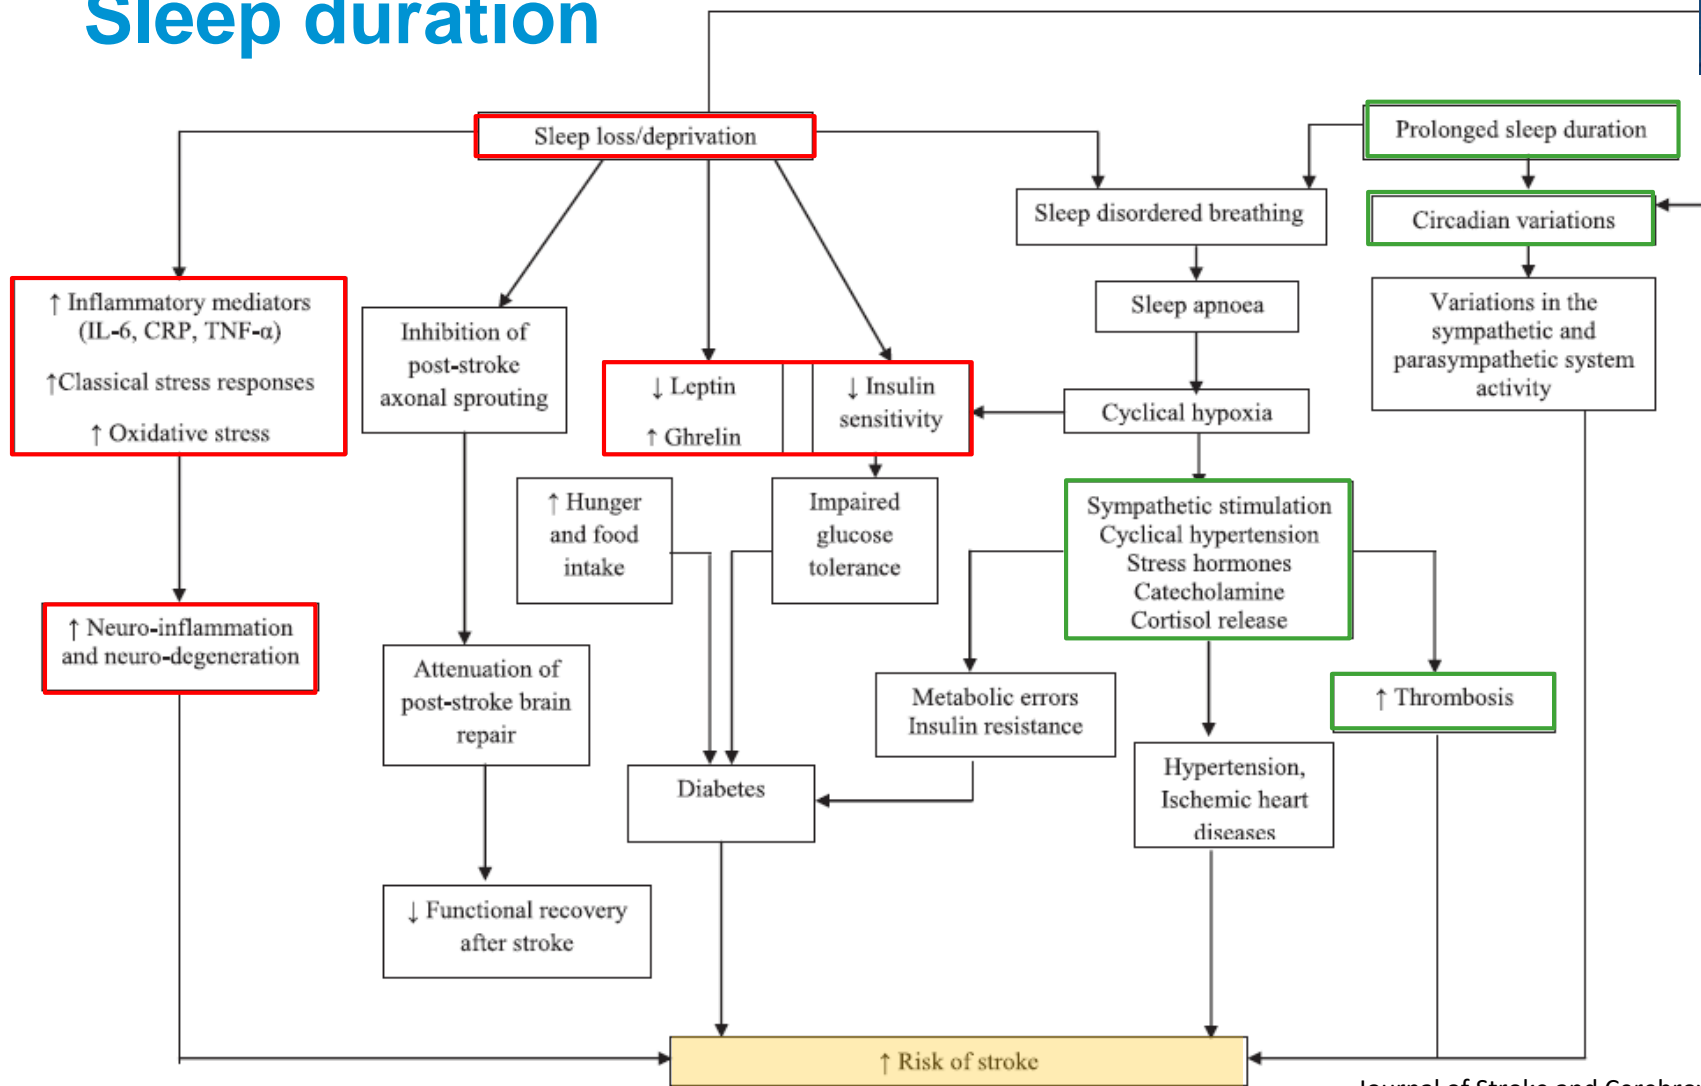 Sleep duration
Sleep loss/deprivation
Prolonged sleep duration
Sleep disordered breathing
Circadian variations
↑ Inflammatory mediators
(IL-6, CRP, TNF-α)
↑Classical stress responses
↑ Oxidative stress
Inhibition of
post-stroke
axonal sprouting
↓ Leptin
↑ Ghrelin
↓ Insulin
sensitivity
Sleep apnoea
Cyclical hypoxia
Variations in the
sympathetic and
parasympathetic system
activity
↑ Hunger
and food
intake
Impaired
glucose
tolerance
Sympathetic stimulation
Cyclical hypertension
Stress hormones
Catecholamine
Cortisol release
↑ Neuro-inflammation
and neuro-degeneration
Attenuation of
post-stroke brain
repair
Metabolic errors
Insulin resistance
↑ Thrombosis
Diabetes
Hypertension,
Ischemic heart
diseases
↓ Functional recovery
after stroke
↑ Risk of stroke
Journal of Stroke and